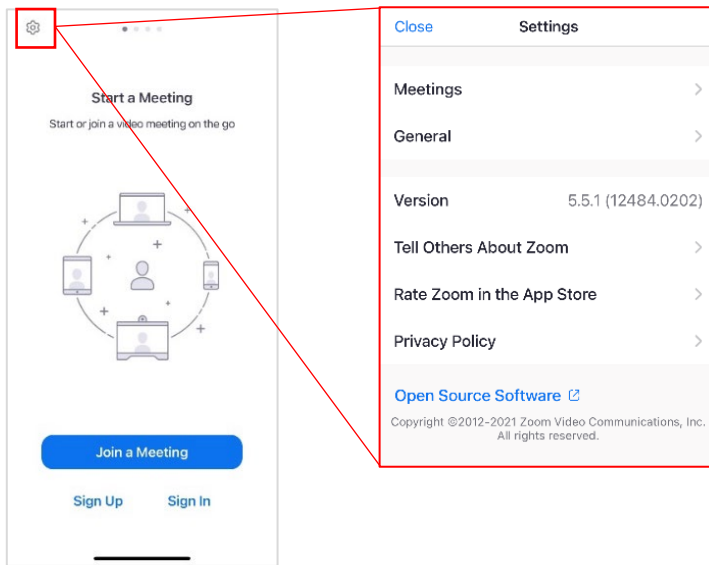 Start a Meeting
Start or join a video meeting on the go
Join a Meeting
Sign Up Sign In
Close Settings
Meetings
General
Version 5.5.1 (12484.0202)
Tell Others About Zoom
Rate Zoom in the App Store
Privacy Policy
Open Source Software
Copyright ©2012-2021 Zoom Video Communications, Inc.
All rights reserved.